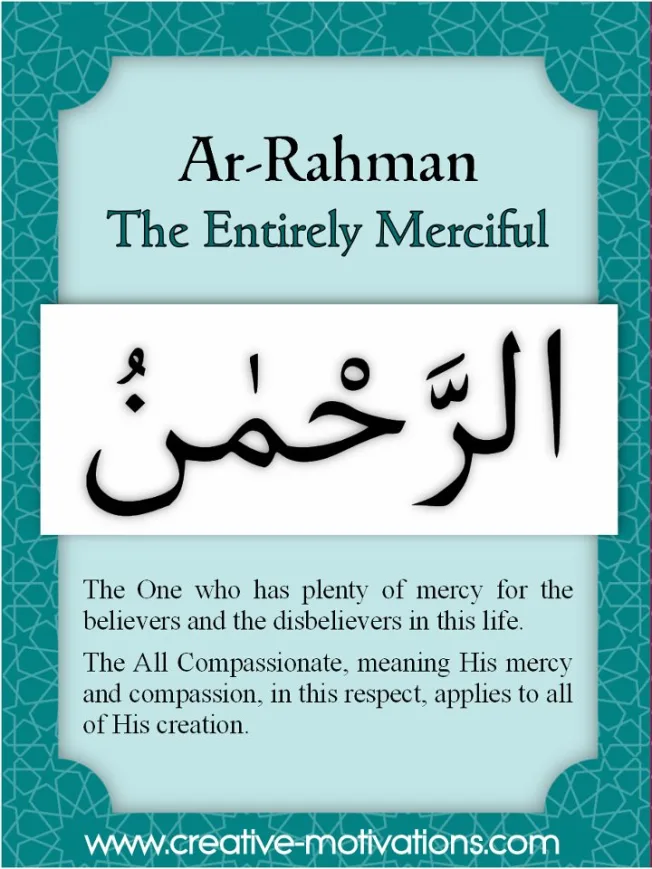 Ar-Rahman
The Entirely Merciful
الرَّحْمٰنُ
The One who has plenty of mercy for the
believers and the disbelievers in this life.
The All Compassionate, meaning His mercy
and compassion, in this respect, applies to all
of His creation.
www.creative-motivations.com